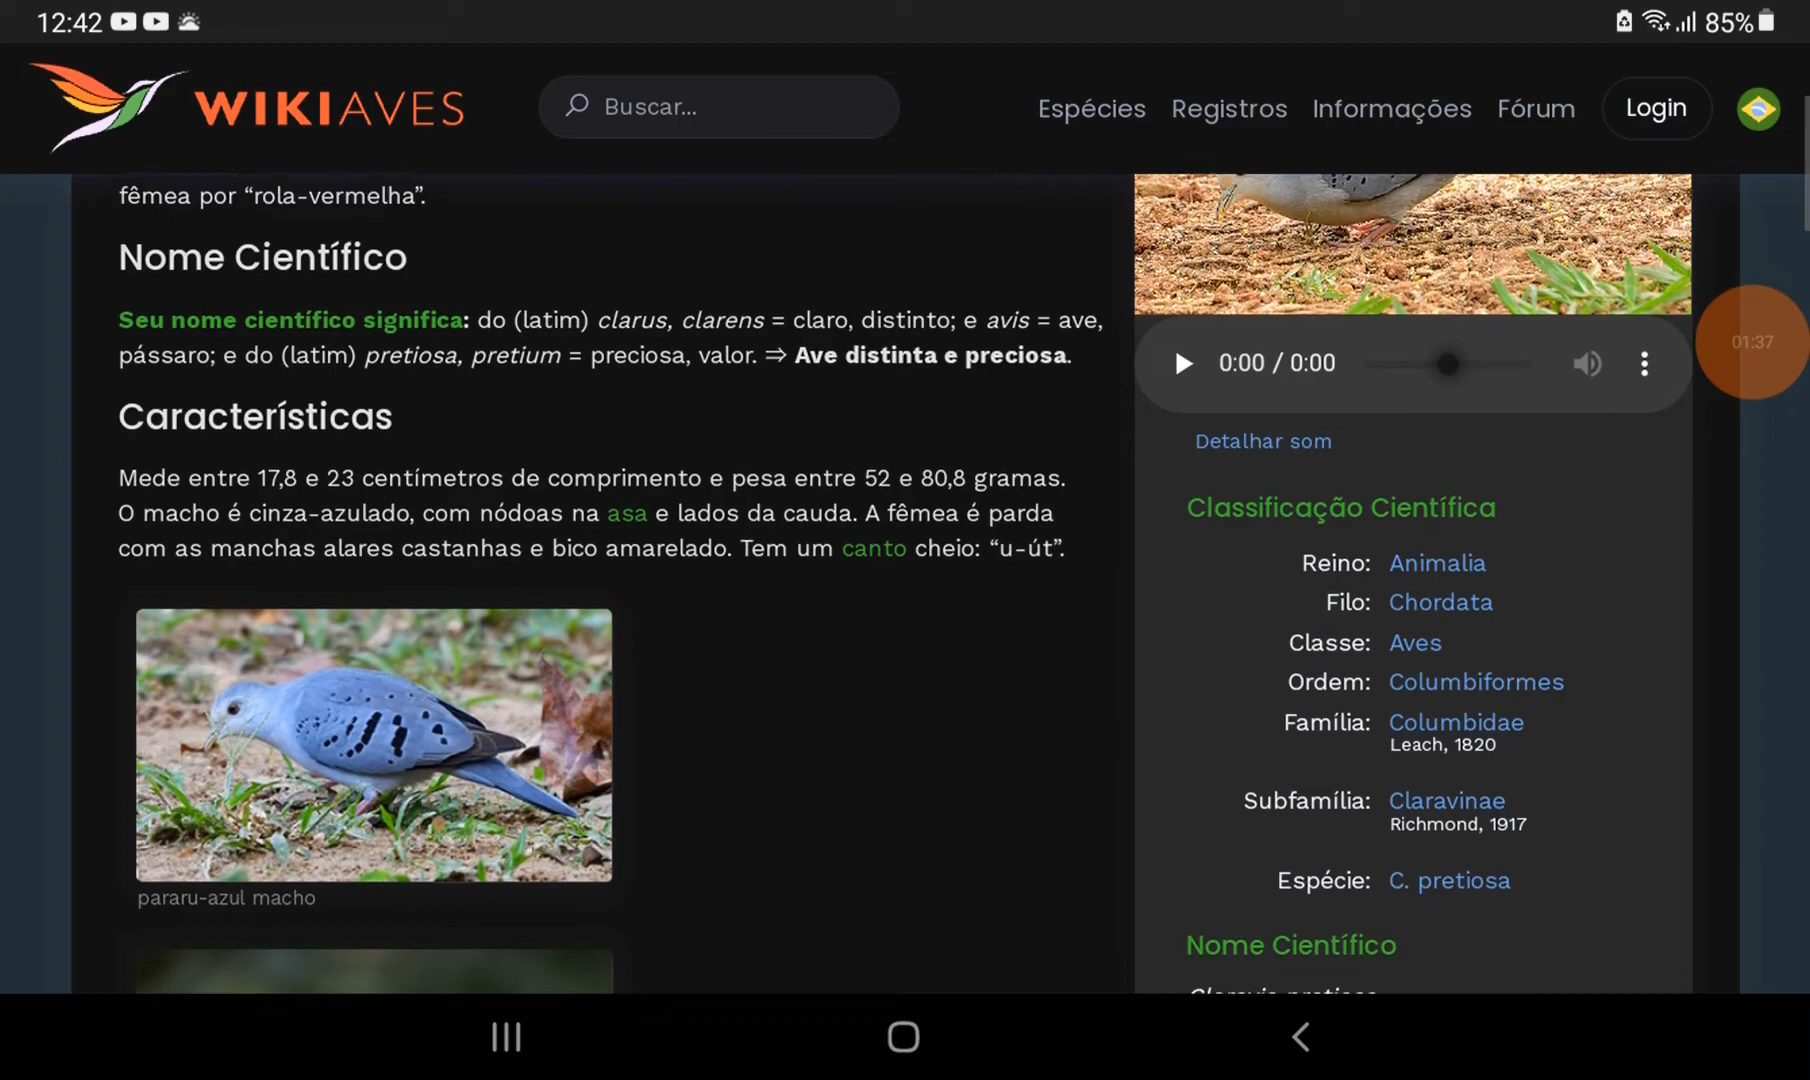 12:42
85%
WIKIAVES
Buscar...
Espécies Registros Informações Fórum Login
fêmea por “rola-vermelha”.
Nome Científico
Seu nome científico significa: do (latim) clarus, clarens = claro, distinto; e avis = ave,
pássaro; e do (latim) pretiosa, pretium = preciosa, valor. ⇒ Ave distinta e preciosa.
Características
Mede entre 17,8 e 23 centímetros de comprimento e pesa entre 52 e 80,8 gramas.
O macho é cinza-azulado, com nódoas na asa e lados da cauda. A fêmea é parda
com as manchas alares castanhas e bico amarelado. Tem um canto cheio: “u-út”.
pararu-azul macho
0:00 / 0:00
01:37
Detalhar som
Classificação Científica
Reino: Animalia
Filo: Chordata
Classe: Aves
Ordem: Columbiformes
Família: Columbidae
Leach, 1820
Subfamília: Claravinae
Richmond, 1917
Espécie: C. pretiosa
Nome Científico